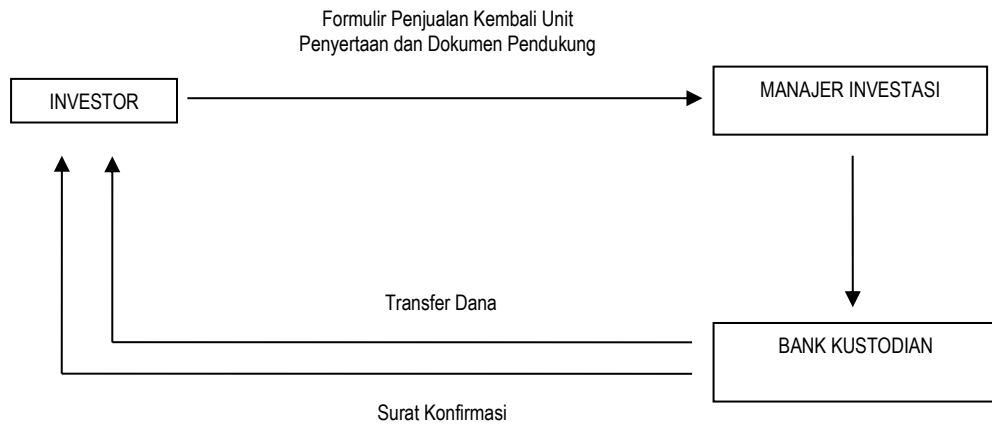 Formulir Penjualan Kembali Unit
Penyertaan dan Dokumen Pendukung
INVESTOR
MANAJER INVESTASI
Transfer Dana
BANK KUSTODIAN
Surat Konfirmasi